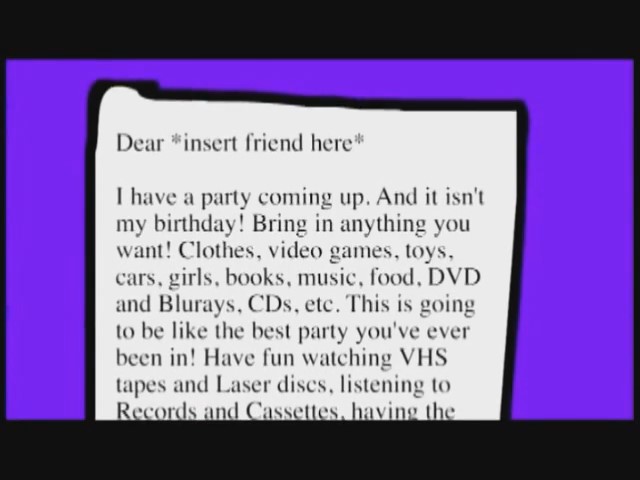 Dear *insert friend here*
I have a party coming up. And it isn't
my birthday! Bring in anything you
want! Clothes, video games, toys,
cars, girls, books, music, food, DVD
and Blurays, CDs, etc. This is going
to be like the best party you've ever
been in! Have fun watching VHS
tapes and Laser discs, listening to
Records and Cassettes, having the